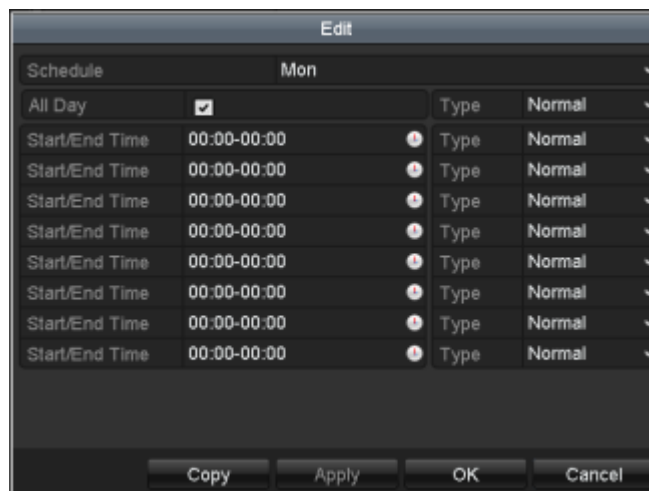 Edit
Schedule Mon
All Day Type Normal
Start/End Time 00:00-00:00 Type Normal
Start/End Time 00:00-00:00 Type Normal
Start/End Time 00:00-00:00 Type Normal
Start/End Time 00:00-00:00 Type Normal
Start/End Time 00:00-00:00 Type Normal
Start/End Time 00:00-00:00 Type Normal
Start/End Time 00:00-00:00 Type Normal
Start/End Time 00:00-00:00 Type Normal
Copy Apply OK Cancel